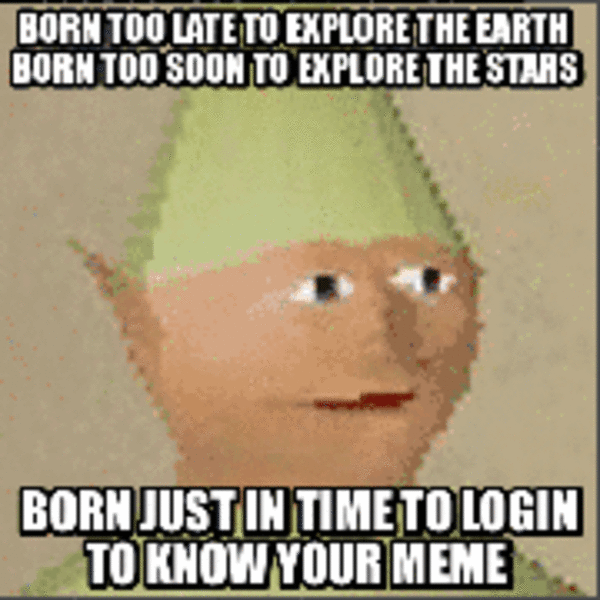 BORN TOO LATE TO EXPLORE THE EARTH
BORN TOO SOON TO EXPLORE THE STARS
BORN JUST IN TIME TO LOGIN
TO KNOW YOUR MEME